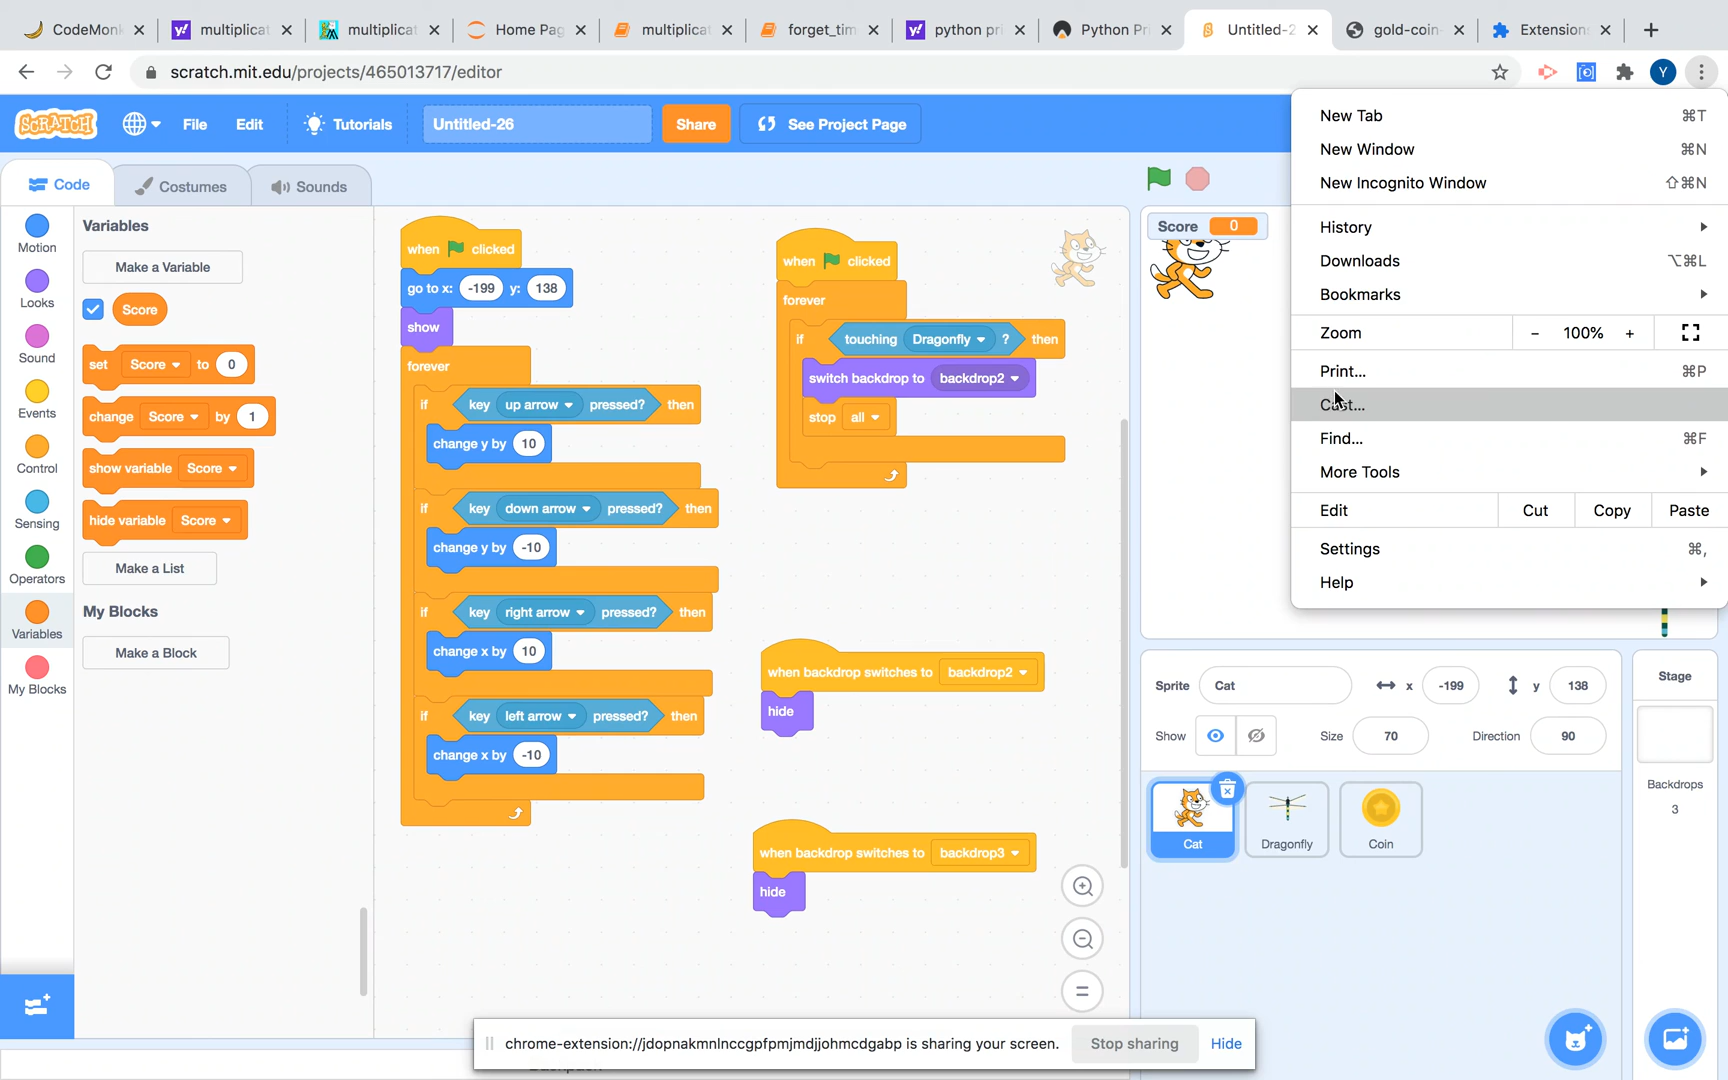 CodeMonk
multiplicat
multiplicat
Home Pag
multiplica
forget_tim
python pri
Python Pr
Untitled-2
gold-coin-
Extension
scratch.mit.edu/projects/465013717/editor
Y
SCRATCH
File
Edit
Tutorials
Untitled-26
Share
See Project Page
Code
Costumes
Sounds
Motion
Looks
Sound
Events
Control
Sensing
Operators
Variables
My Blocks
Variables
Make a Variable
Score
set Score to 0
change Score by 1
show variable Score
hide variable Score
Make a List
My Blocks
Make a Block
when clicked
go to x: -199 y: 138
show
forever
if key up arrow pressed? then
change y by 10
if key down arrow pressed? then
change y by -10
if key right arrow pressed? then
change x by 10
if key left arrow pressed? then
change x by -10
when clicked
forever
if touching Dragonfly ? then
switch backdrop to backdrop2
stop all
when backdrop switches to backdrop2
hide
when backdrop switches to backdrop3
hide
Score 0
New Tab ⌘T
New Window ⌘N
New Incognito Window ⇧⌘N
History
Downloads ⌥⌘L
Bookmarks
Zoom - 100% +
Print... ⌘P
Cast...
Find... ⌘F
More Tools
Edit Cut Copy Paste
Settings ⌘,
Help
Sprite Cat x -199 y 138
Show Size 70 Direction 90
Cat
Dragonfly
Coin
Stage
Backdrops
3
chrome-extension://jdopnakmnlnccgpfpmjmdjjohmcdgabp is sharing your screen.
Stop sharing
Hide